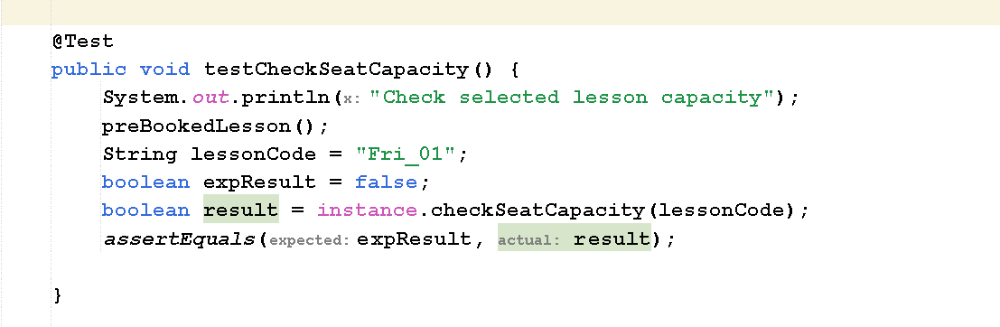 @Test
public void testCheckSeatCapacity() {
System.out.println(x: "Check selected lesson capacity");
preBookedLesson();
String lessonCode = "Fri_01";
boolean expResult = false;
boolean result = instance.checkSeatCapacity(lessonCode);
assertEquals(expected: expResult, actual: result);
}